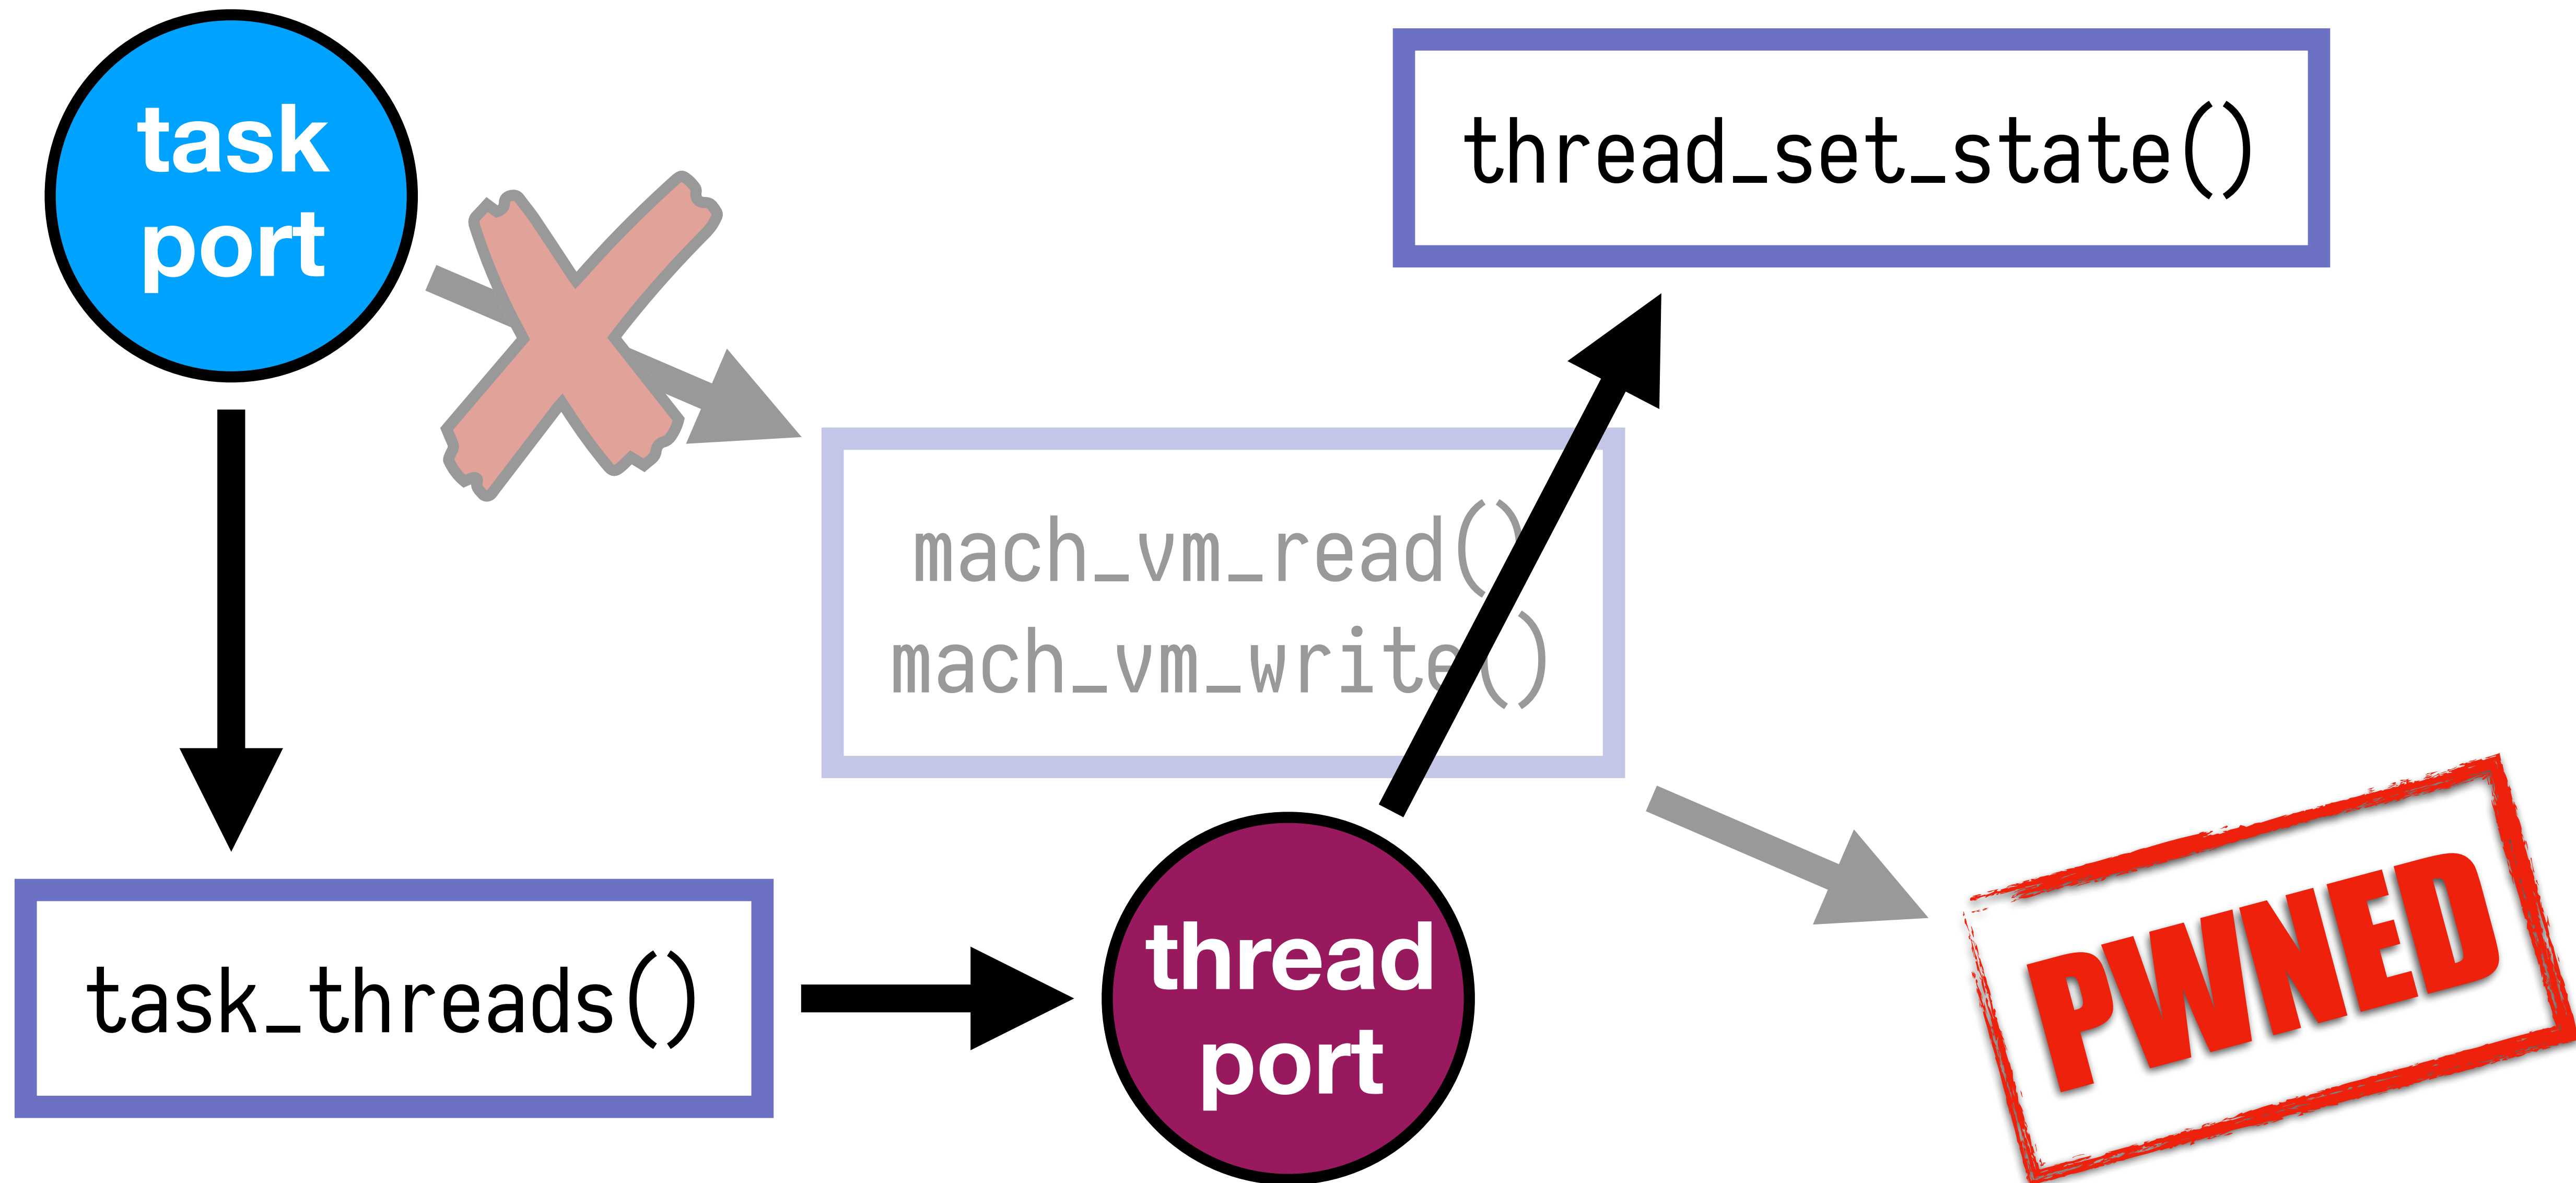 task
port
thread_set_state()
mach_vm_read()
mach_vm_write()
task_threads()
thread
port
PWNED